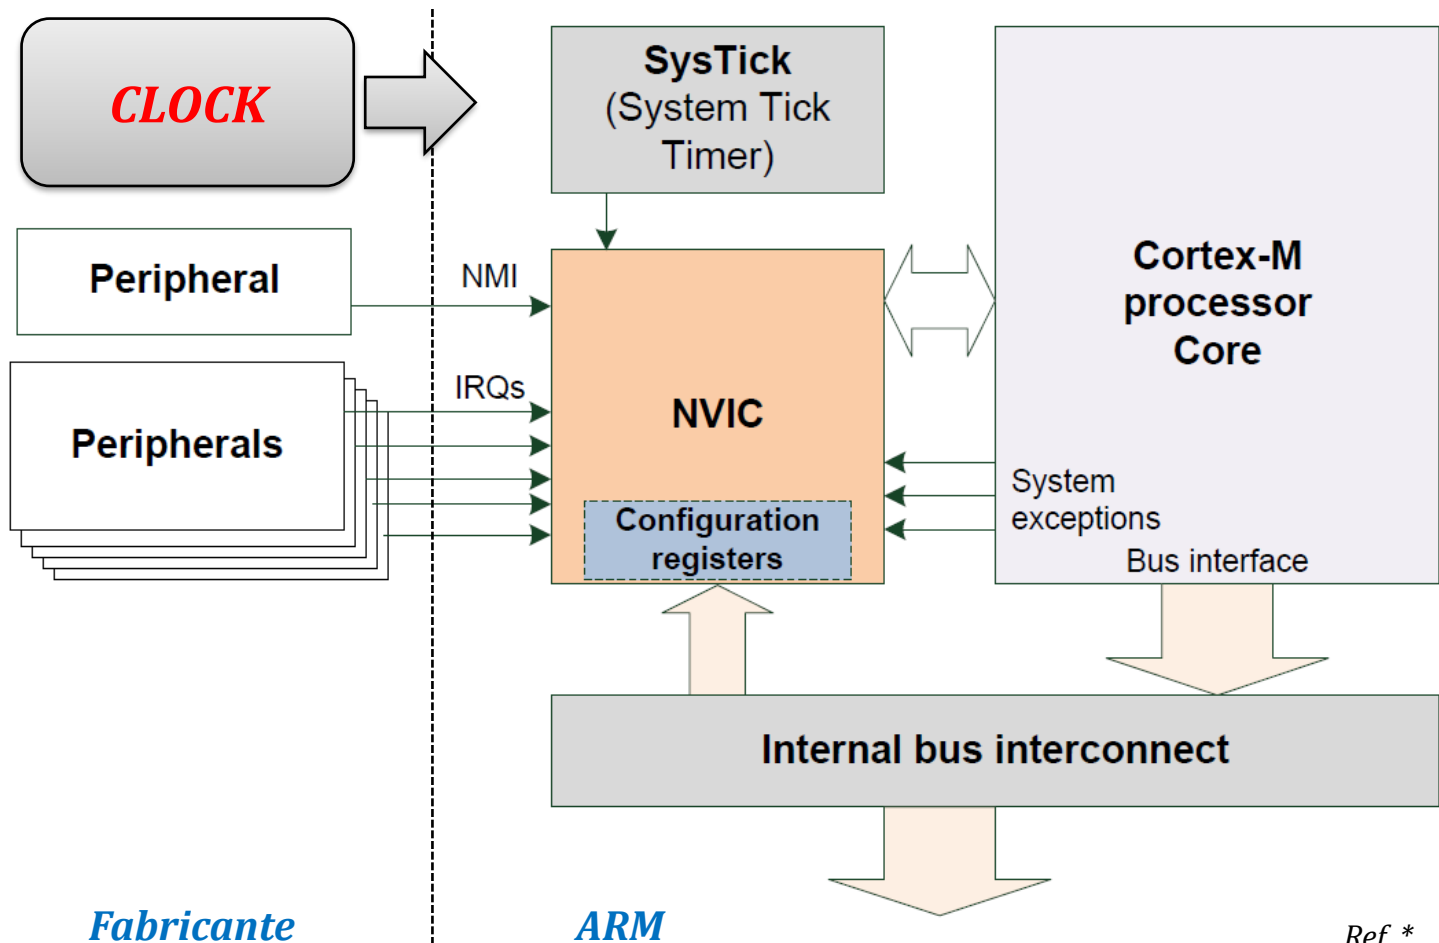 CLOCK
SysTick
(System Tick
Timer)
Peripheral
NMI
Cortex-M
processor
Core
Peripherals
IRQs
NVIC
System
exceptions
Configuration
registers
Bus interface
Internal bus interconnect
Fabricante
ARM
Ref. *